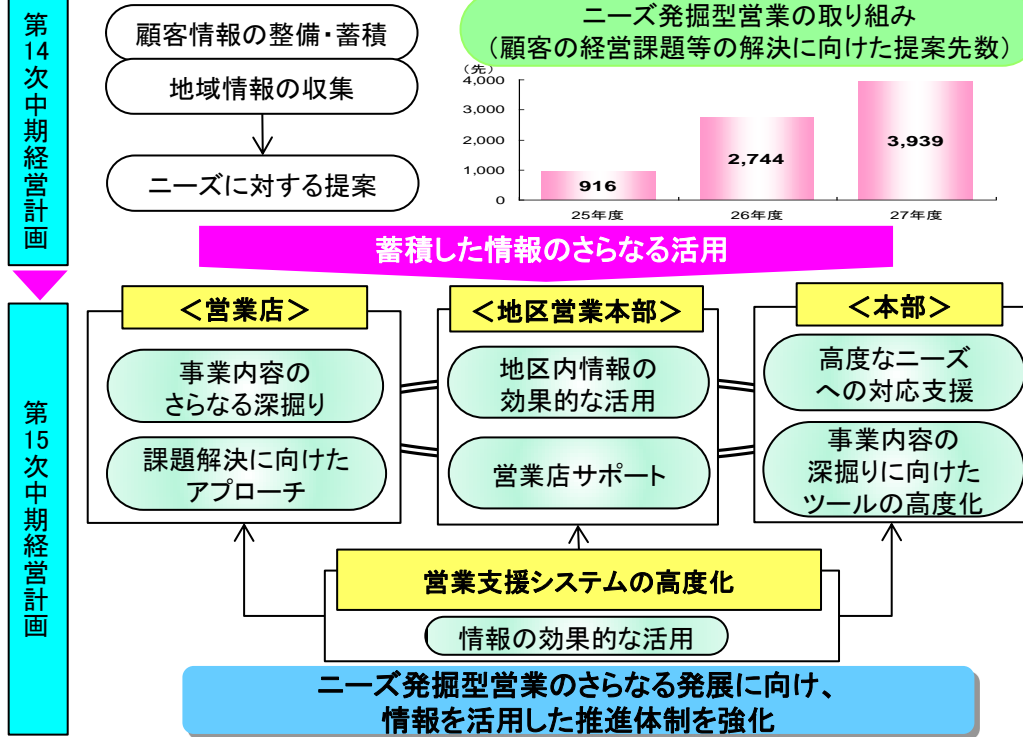 第14次中期経営計画
顧客情報の整備・蓄積
地域情報の収集
ニーズに対する提案
ニーズ発掘型営業の取り組み
(顧客の経営課題等の解決に向けた提案先数)
(先)
4,000
3,000
2,000
1,000
0
916
2,744
3,939
25年度
26年度
27年度
蓄積した情報のさらなる活用
第15次中期経営計画
<営業店>
事業内容の
さらなる深掘り
課題解決に向けた
アプローチ
<地区営業本部>
地区内情報の
効果的な活用
営業店サポート
<本部>
高度なニーズ
への対応支援
事業内容の
深掘りに向けた
ツールの高度化
営業支援システムの高度化
情報の効果的な活用
ニーズ発掘型営業のさらなる発展に向け、
情報を活用した推進体制を強化